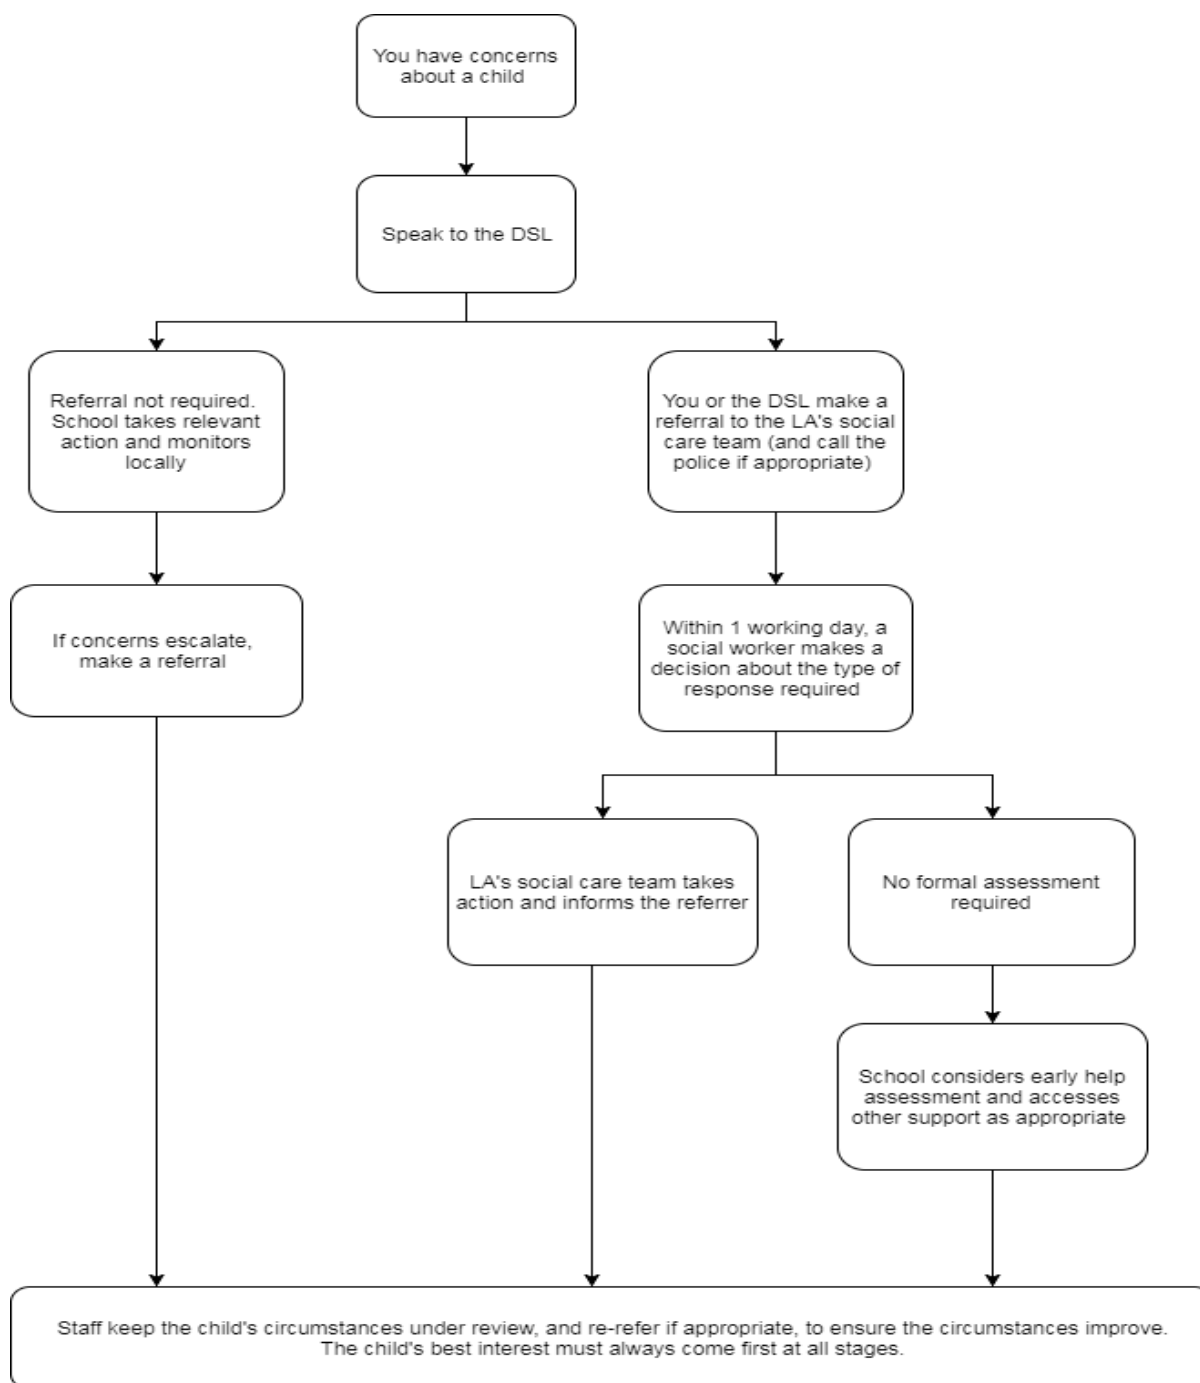 You have concerns
about a child
Speak to the DSL
Referral not required.
School takes relevant
action and monitors
locally
You or the DSL make a
referral to the LA's social
care team (and call the
police if appropriate)
If concerns escalate,
make a referral
Within 1 working day, a
social worker makes a
decision about the type of
response required
LA's social care team takes
action and informs the referrer
No formal assessment
required
School considers early help
assessment and accesses
other support as appropriate
Staff keep the child's circumstances under review, and re-refer if appropriate, to ensure the circumstances improve.
The child's best interest must always come first at all stages.